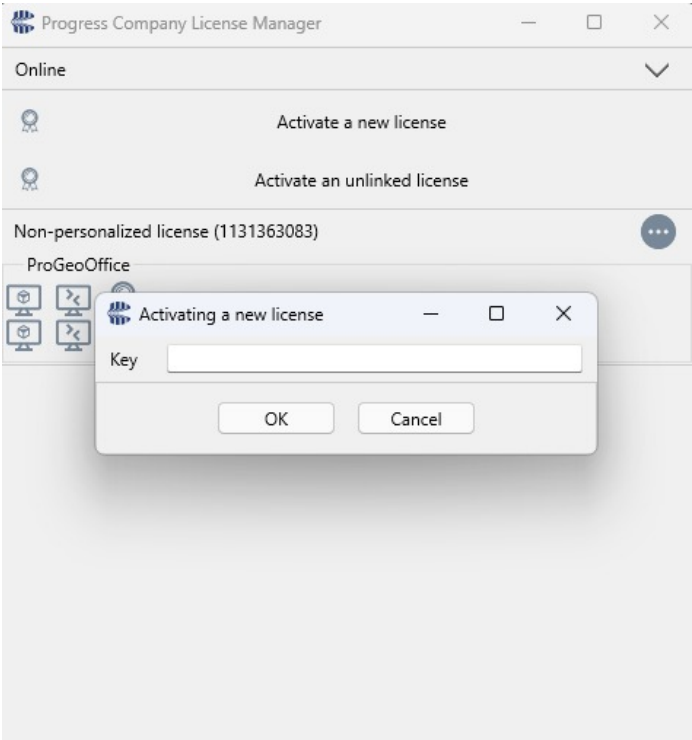 Progress Company License Manager
Online
Activate a new license
Activate an unlinked license
Non-personalized license (1131363083)
ProGeoOffice
Activating a new license
Key
OK Cancel